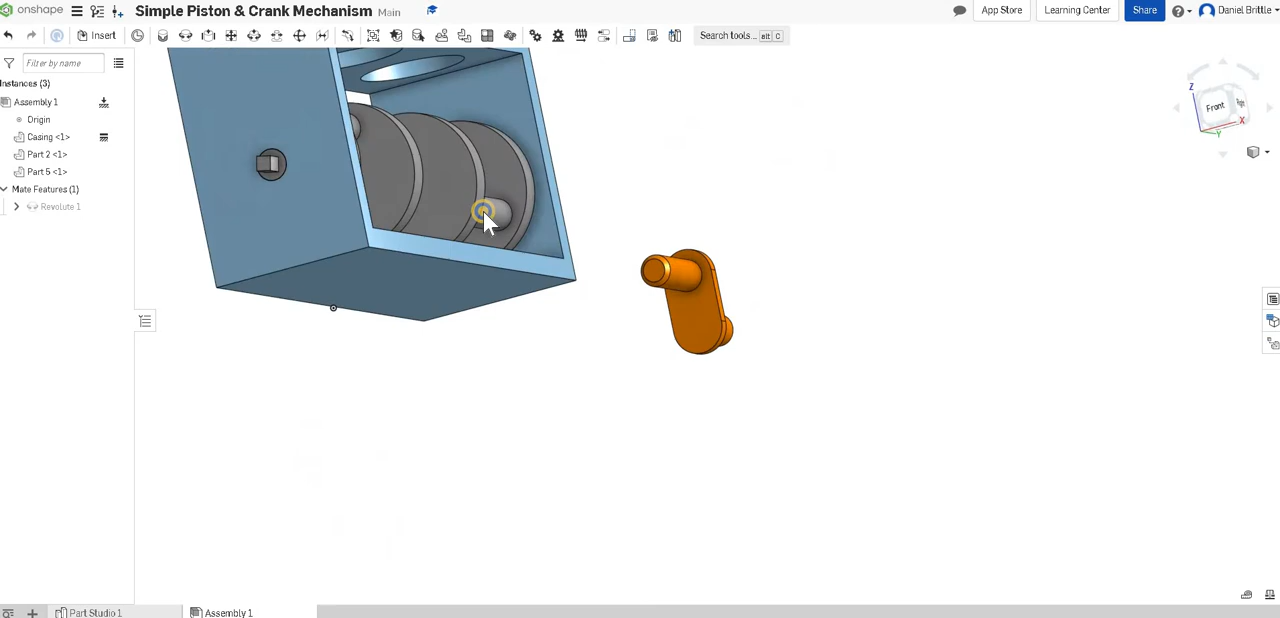 onshape Simple Piston & Crank Mechanism Main App Store Learning Center Share Daniel Brittle
Insert Search tools... alt C
Filter by name
Instances (3)
Assembly 1
Origin
Casing <1>
Part 2 <1>
Part 5 <1>
Mate Features (1)
Revolute 1
Z
Front
X
Y
Part Studio 1 Assembly 1